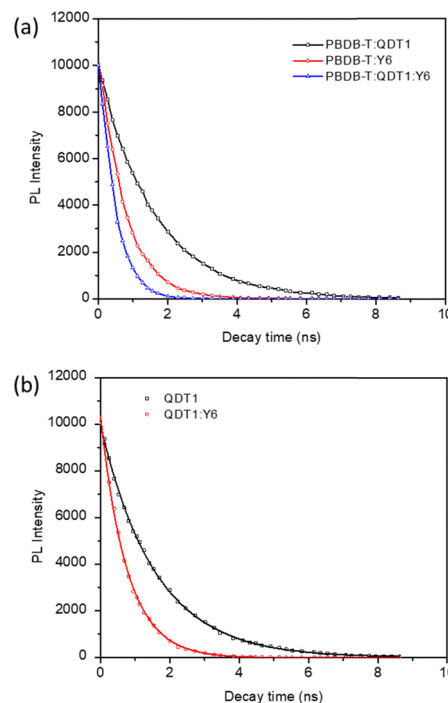 (a)
12000
10000
8000
6000
4000
2000
0
PL Intensity
PBDB-T:QDT1
PBDB-T:Y6
PBDB-T:QDT1:Y6
0 2 4 6 8 10
Decay time (ns)
(b)
12000
10000
8000
6000
4000
2000
0
PL Intensity
QDT1
QDT1:Y6
0 2 4 6 8 10
Decay time (ns)